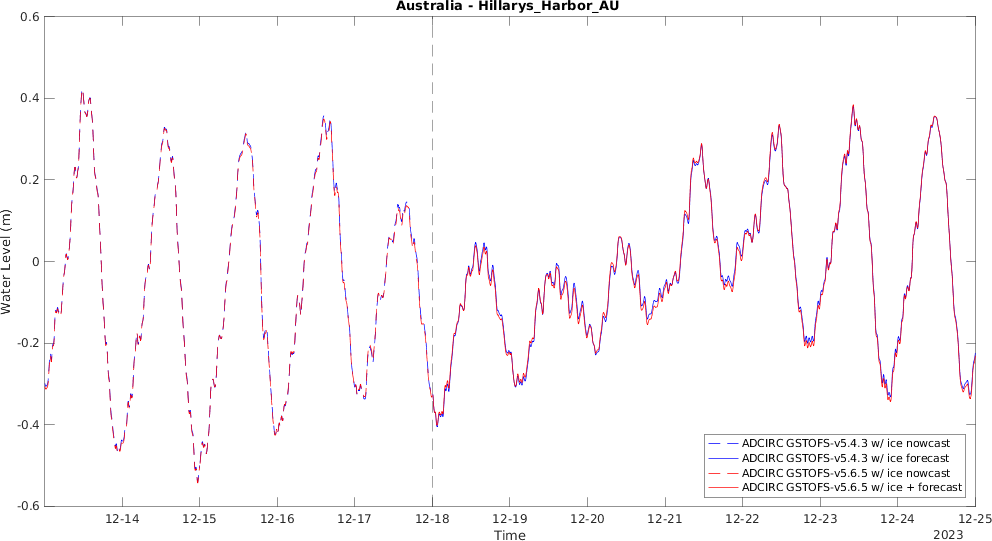 Australia - Hillarys_Harbor_AU
Water Level (m)
0.6
0.4
0.2
0
-0.2
-0.4
-0.6
ADCIRC GSTOFS-v5.4.3 w/ ice nowcast
ADCIRC GSTOFS-v5.4.3 w/ ice forecast
ADCIRC GSTOFS-v5.6.5 w/ ice nowcast
ADCIRC GSTOFS-v5.6.5 w/ ice + forecast
12-14 12-15 12-16 12-17 12-18 12-19 12-20 12-21 12-22 12-23 12-24 12-25
Time
2023